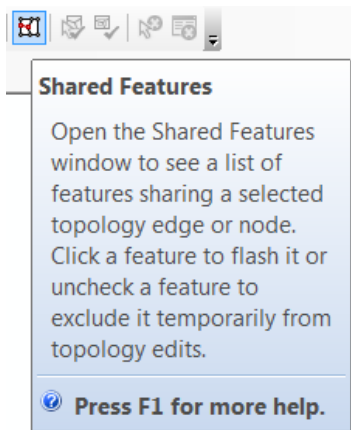 Shared Features
Open the Shared Features
window to see a list of
features sharing a selected
topology edge or node.
Click a feature to flash it or
uncheck a feature to
exclude it temporarily from
topology edits.
Press F1 for more help.